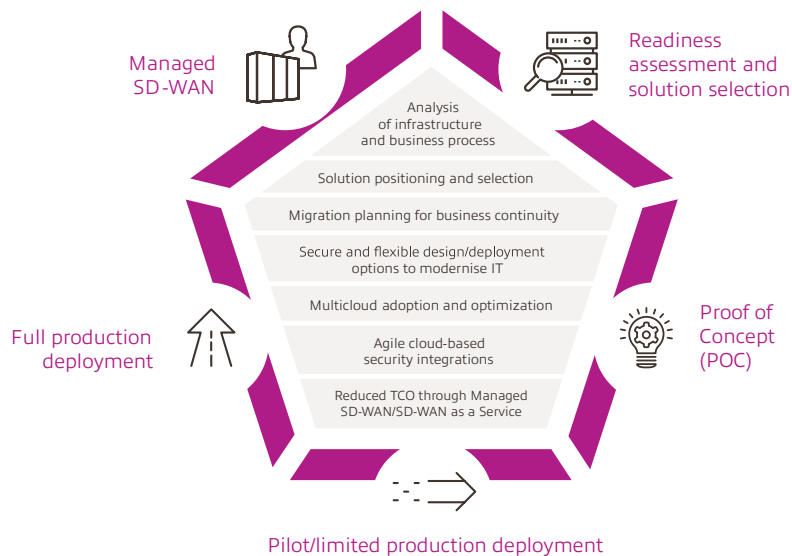 Managed
SD-WAN
Readiness
assessment and
solution selection
Analysis
of infrastructure
and business process
Solution positioning and selection
Migration planning for business continuity
Secure and flexible design/deployment
options to modernise IT
Multicloud adoption and optimization
Agile cloud-based
security integrations
Reduced TCO through Managed
SD-WAN/SD-WAN as a Service
Full production
deployment
Proof of
Concept
(POC)
Pilot/limited production deployment